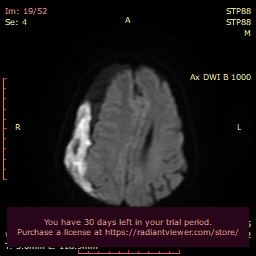 Im: 19/52 STP88
Se: 4 STP88
A M
Ax DWI B 1000
R L
You have 30 days left in your trial period.
Purchase a license at https://radiantviewer.com/store/